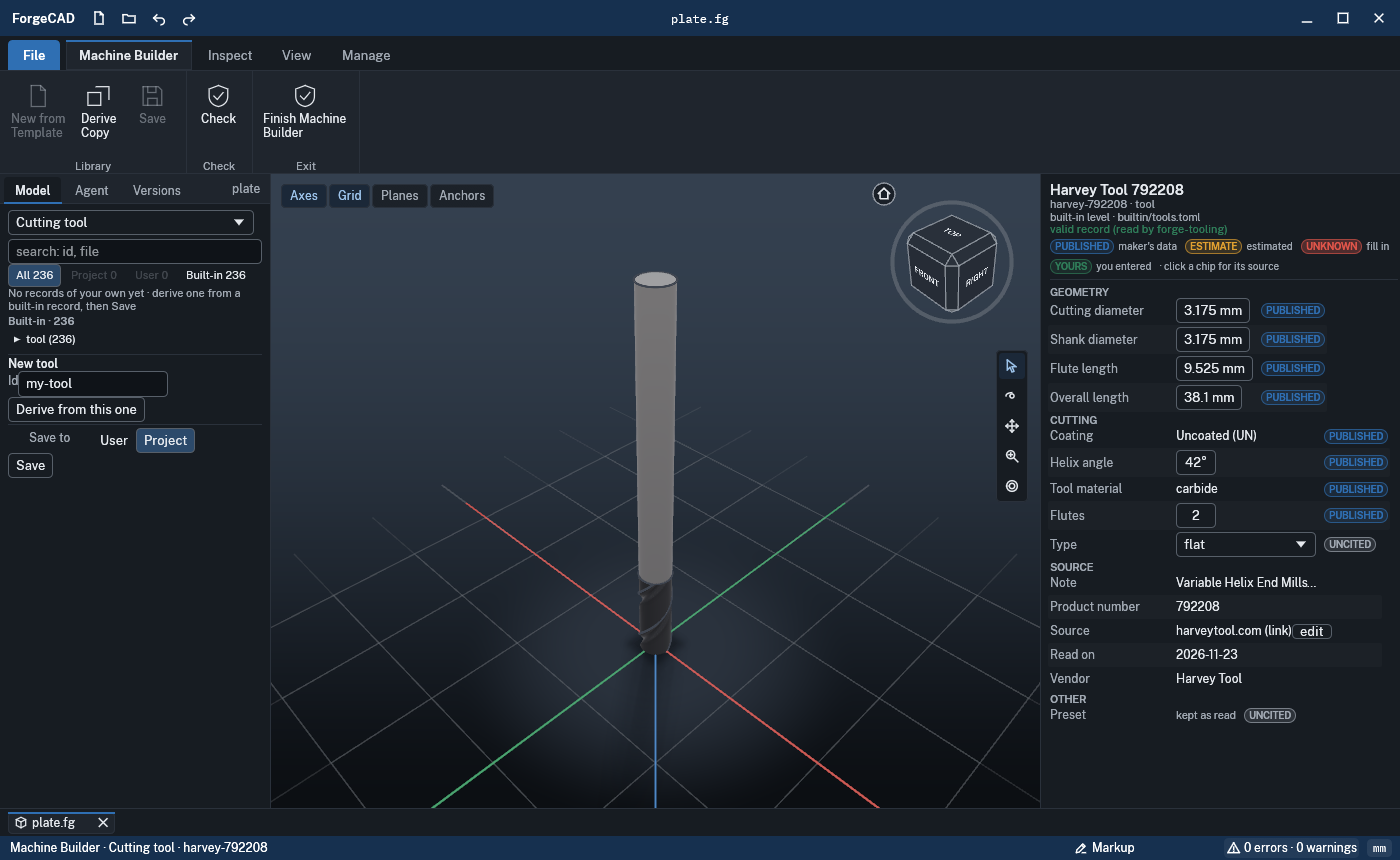 ForgeCAD
plate.fg
File
Machine Builder
Inspect
View
Manage
New from Template
Derive Copy
Save
Check
Finish Machine Builder
Library
Check
Exit
Model
Agent
Versions
plate
Cutting tool
search: id, file
All 236
Project 0
User 0
Built-in 236
No records of your own yet · derive one from a
built-in record, then Save
Built-in · 236
tool (236)
New tool
Id
my-tool
Derive from this one
Save to
User
Project
Save
Axes
Grid
Planes
Anchors
TOP
FRONT
RIGHT
Harvey Tool 792208
harvey-792208 · tool
built-in level · builtin/tools.toml
valid record (read by forge-tooling)
PUBLISHED maker's data ESTIMATE estimated UNKNOWN fill in
YOURS you entered · click a chip for its source
GEOMETRY
Cutting diameter 3.175 mm PUBLISHED
Shank diameter 3.175 mm PUBLISHED
Flute length 9.525 mm PUBLISHED
Overall length 38.1 mm PUBLISHED
CUTTING
Coating Uncoated (UN) PUBLISHED
Helix angle 42° PUBLISHED
Tool material carbide PUBLISHED
Flutes 2 PUBLISHED
Type flat UNCITED
SOURCE
Note Variable Helix End Mills...
Product number 792208
Source harveytool.com (link) edit
Read on 2026-11-23
Vendor Harvey Tool
OTHER
Preset kept as read UNCITED
plate.fg
Machine Builder · Cutting tool · harvey-792208
Markup
0 errors · 0 warnings
mm